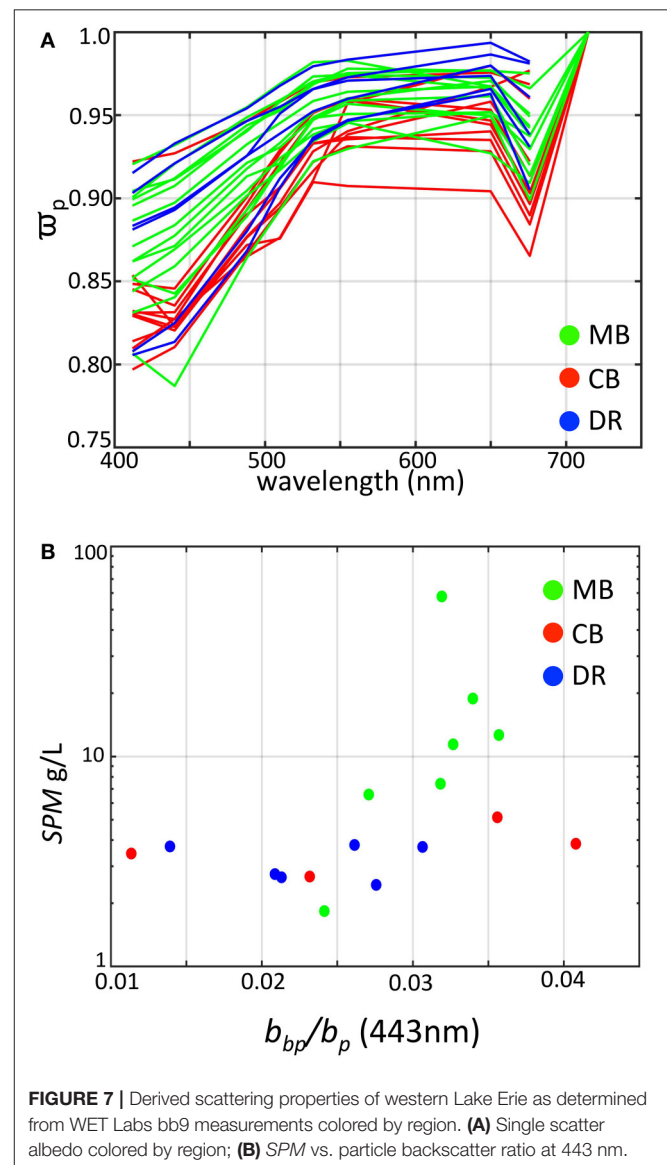 A
1.0
0.95
0.90
0.85
0.80
0.75
ϖp
400
500
600
700
wavelength (nm)
MB
CB
DR
B
100
10
1
SPM g/L
0.01
0.02
0.03
0.04
bbp/bp (443nm)
MB
CB
DR
FIGURE 7 | Derived scattering properties of western Lake Erie as determined
from WET Labs bb9 measurements colored by region. (A) Single scatter
albedo colored by region; (B) SPM vs. particle backscatter ratio at 443 nm.